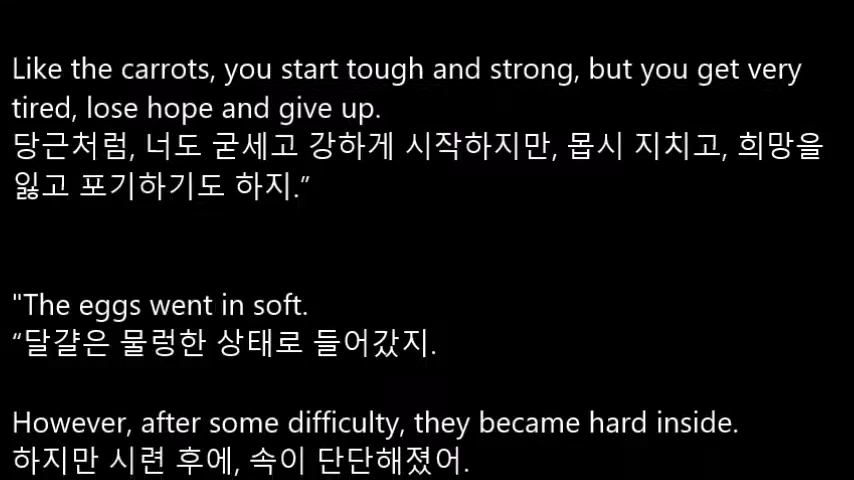 Like the carrots, you start tough and strong, but you get very
tired, lose hope and give up.
당근처럼, 너도 굳세고 강하게 시작하지만, 몹시 지치고, 희망을
잃고 포기하기도 하지.”
"The eggs went in soft.
“달걀은 물렁한 상태로 들어갔지.
However, after some difficulty, they became hard inside.
하지만 시련 후에, 속이 단단해졌어.